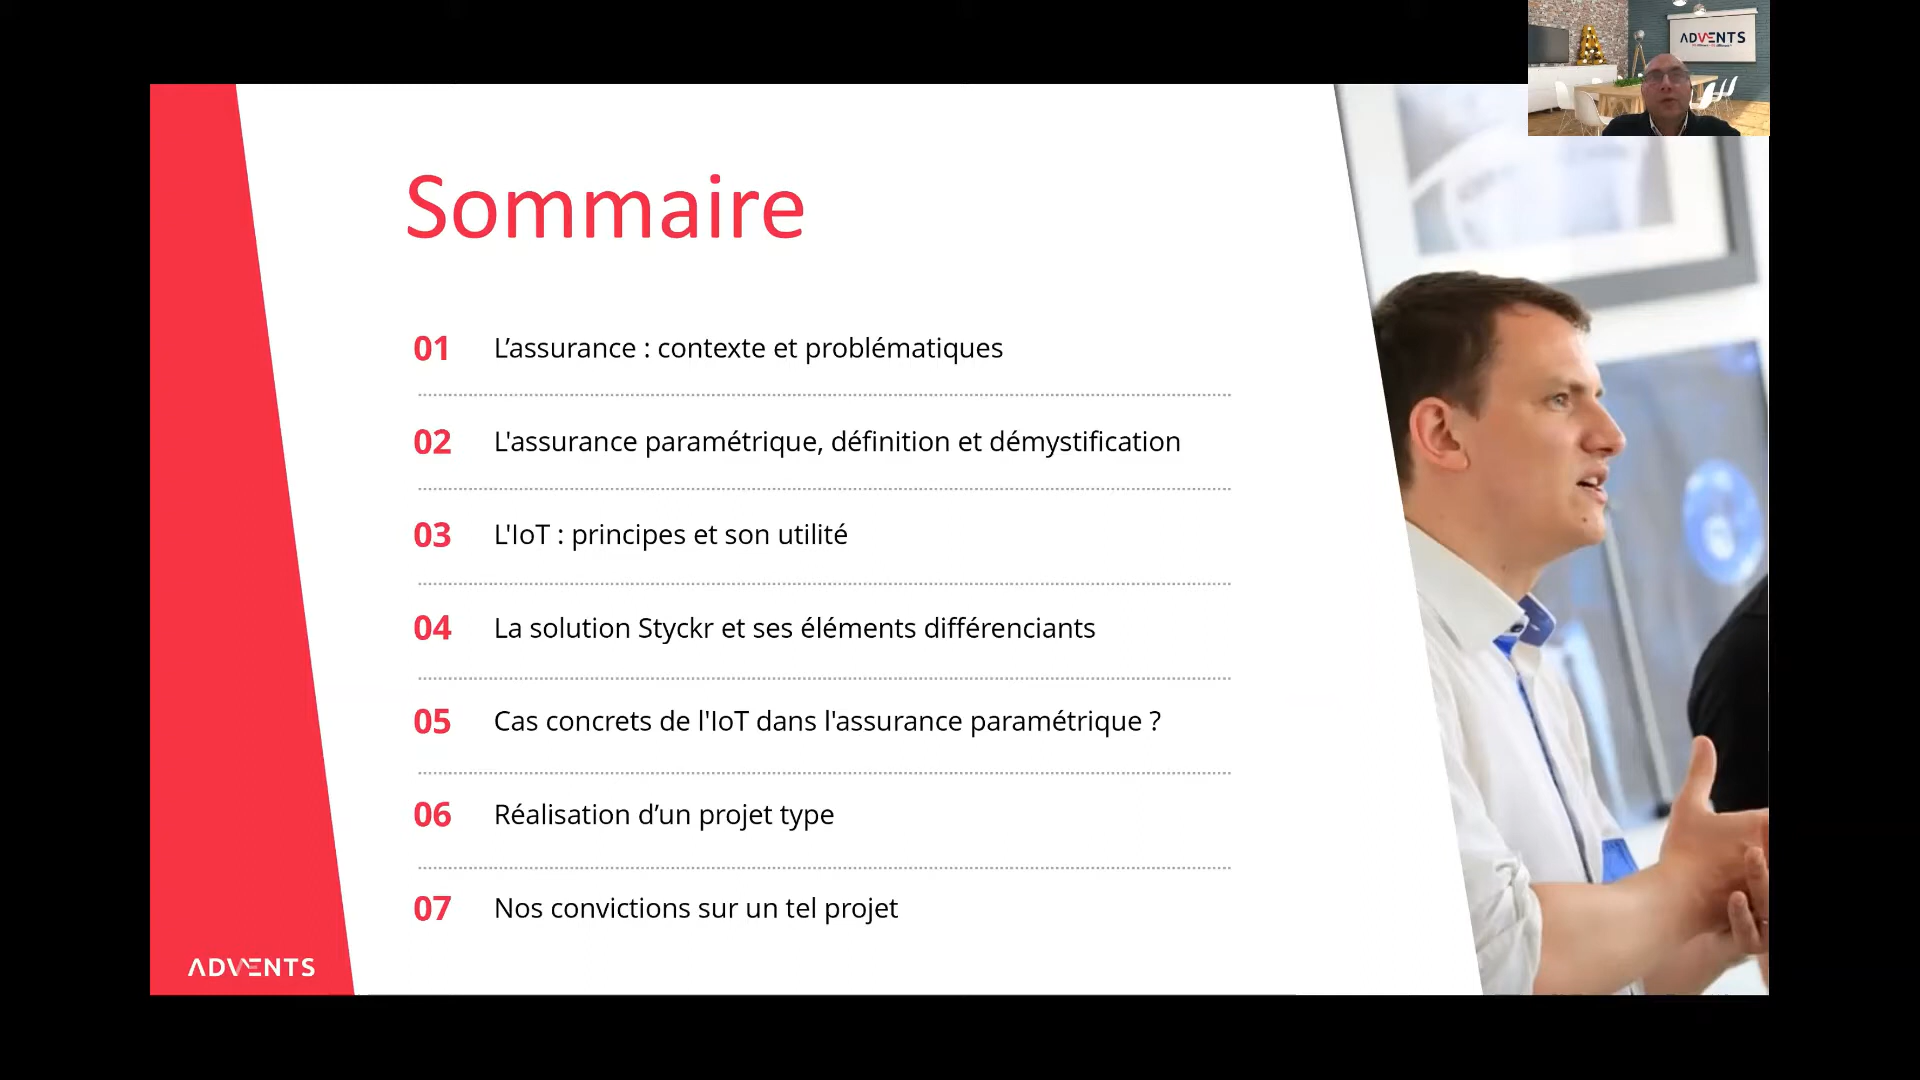 ADVENTS
Sommaire
01 L’assurance : contexte et problématiques
02 L'assurance paramétrique, définition et démystification
03 L'IoT : principes et son utilité
04 La solution Styckr et ses éléments différenciants
05 Cas concrets de l'IoT dans l'assurance paramétrique ?
06 Réalisation d’un projet type
07 Nos convictions sur un tel projet
ADVENTS